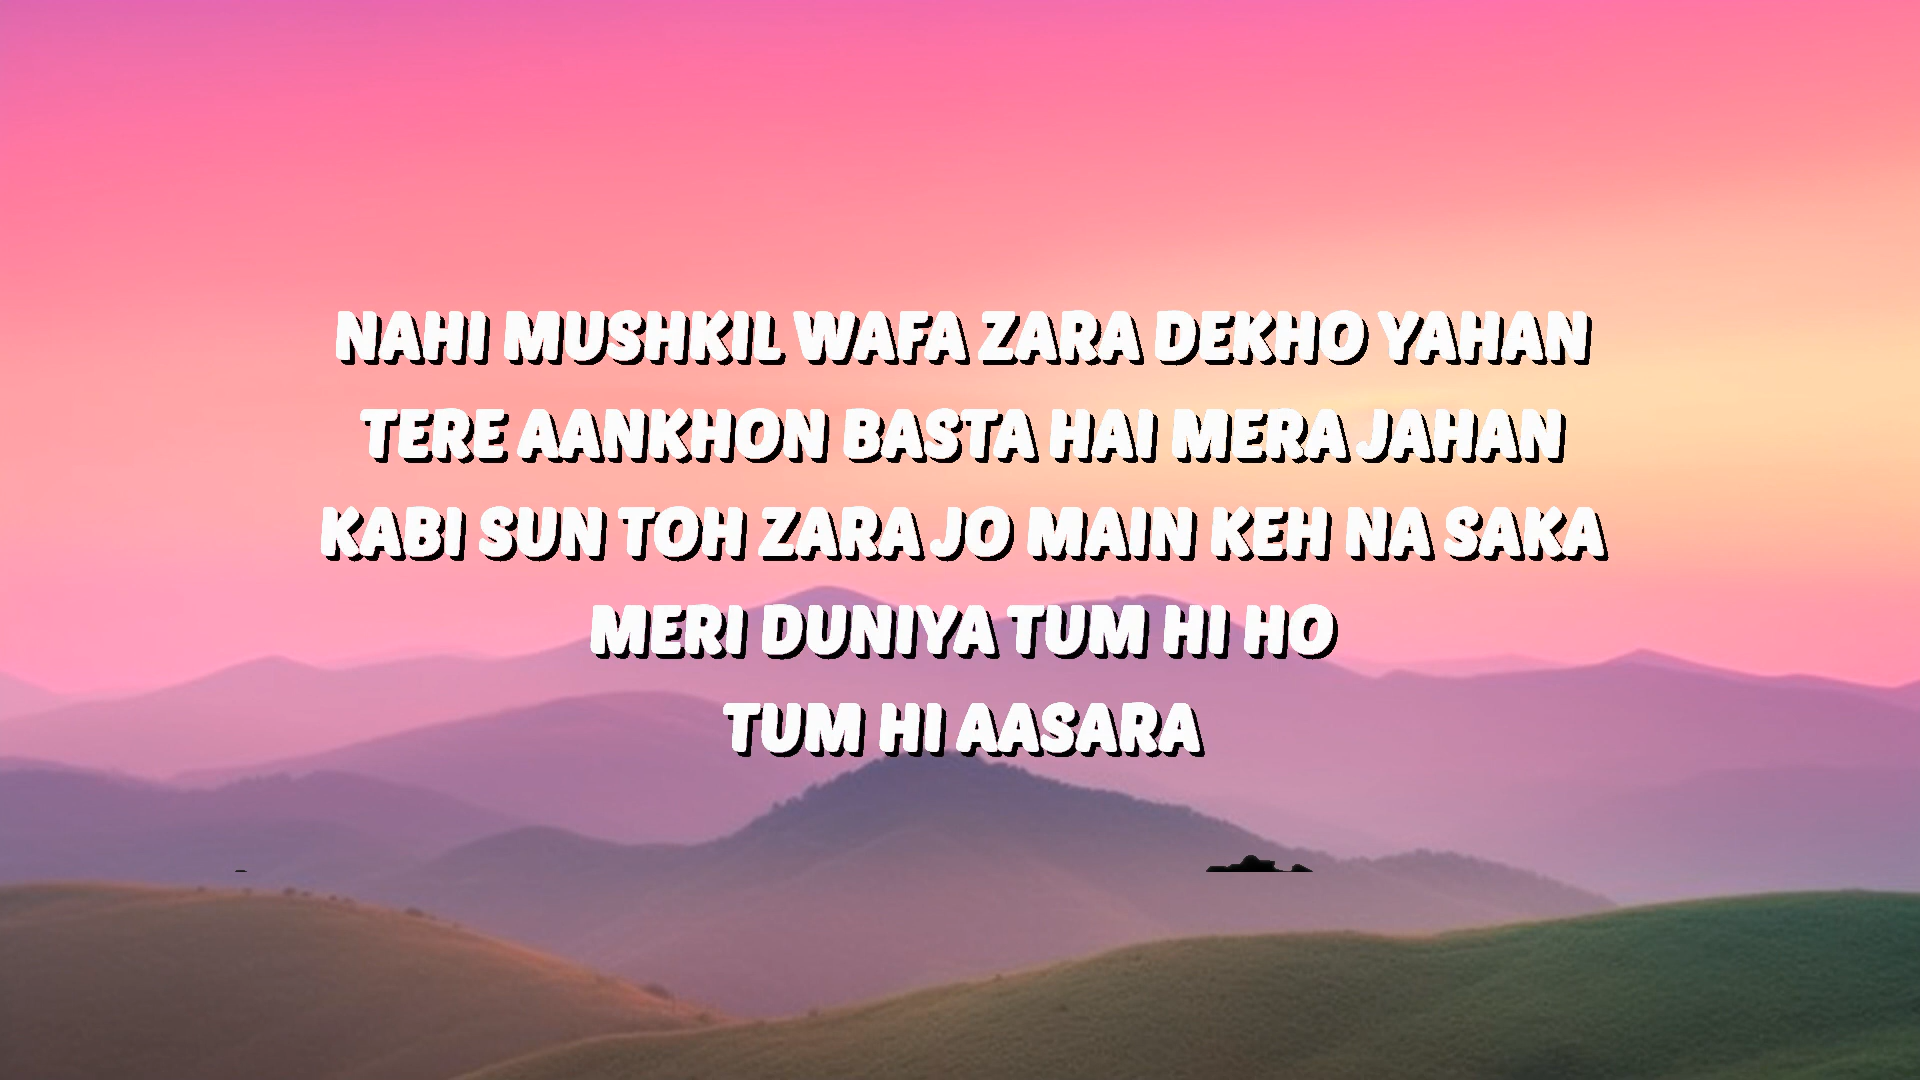 NAHI MUSHKIL WAFA ZARA DEKHO YAHAN
TERE AANKHON BASTA HAI MERA JAHAN
KABI SUN TOH ZARA JO MAIN KEH NA SAKA
MERI DUNIYA TUM HI HO
TUM HI AASARA